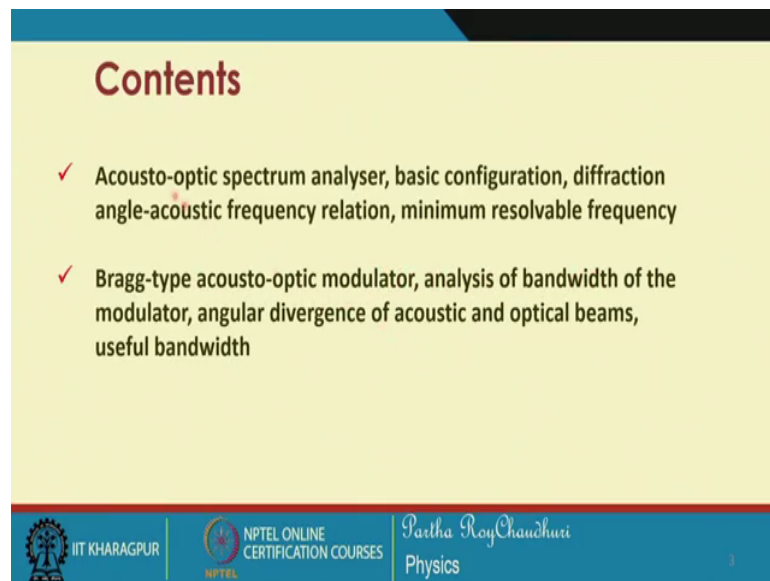 Contents
✓ Acousto-optic spectrum analyser, basic configuration, diffraction
angle-acoustic frequency relation, minimum resolvable frequency
✓ Bragg-type acousto-optic modulator, analysis of bandwidth of the
modulator, angular divergence of acoustic and optical beams,
useful bandwidth
IIT KHARAGPUR
NPTEL
NPTEL ONLINE
CERTIFICATION COURSES
Partha RoyChaudhuri
Physics
3